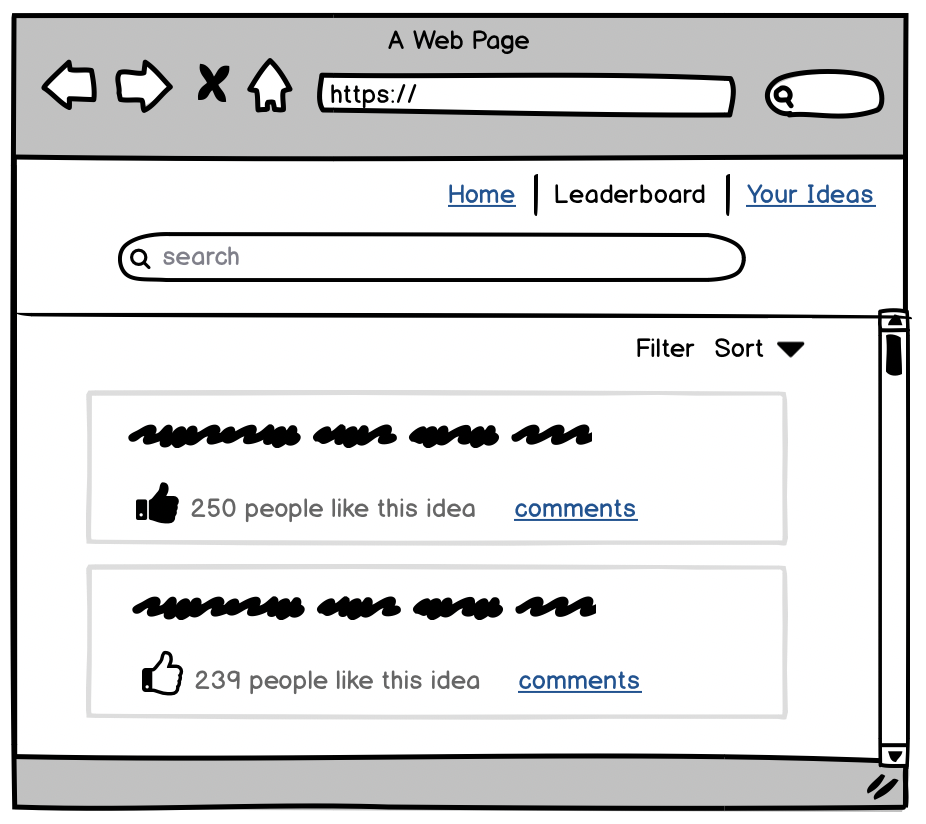 A Web Page
https://
Home | Leaderboard | Your Ideas
search
Filter Sort
250 people like this idea comments
239 people like this idea comments